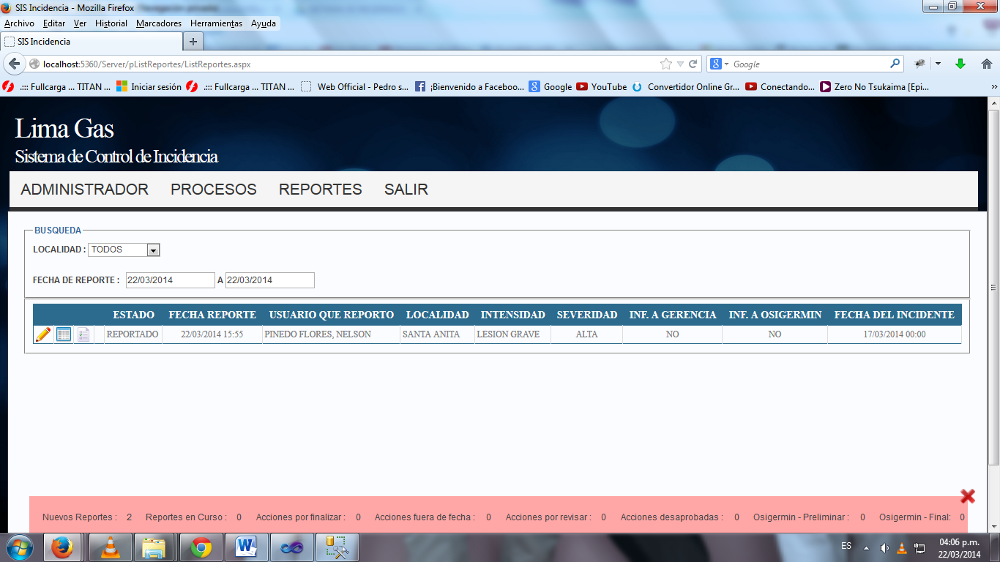 SIS Incidencia - Mozilla Firefox
Archivo Editar Ver Historial Marcadores Herramientas Ayuda
SIS Incidencia
localhost:5360/Server/pListReportes/ListReportes.aspx
Google
.::: Fullcarga ... TITAN ... Iniciar sesión .::: Fullcarga ... TITAN ... Web Official - Pedro s... ¡Bienvenido a Faceboo... Google YouTube Convertidor Online Gr... Conectando... Zero No Tsukaima [Epi...
Lima Gas
Sistema de Control de Incidencia
ADMINISTRADOR PROCESOS REPORTES SALIR
BUSQUEDA
LOCALIDAD : TODOS
FECHA DE REPORTE : 22/03/2014 A 22/03/2014
ESTADO FECHA REPORTE USUARIO QUE REPORTO LOCALIDAD INTENSIDAD SEVERIDAD INF. A GERENCIA INF. A OSIGERMIN FECHA DEL INCIDENTE
REPORTADO 22/03/2014 15:55 PINEDO FLORES, NELSON SANTA ANITA LESION GRAVE ALTA NO NO 17/03/2014 00:00
Nuevos Reportes : 2 Reportes en Curso : 0 Acciones por finalizar : 0 Acciones fuera de fecha : 0 Acciones por revisar : 0 Acciones desaprobadas : 0 Osigermin - Preliminar : 0 Osigermin - Final: 0
ES
04:06 p.m.
22/03/2014